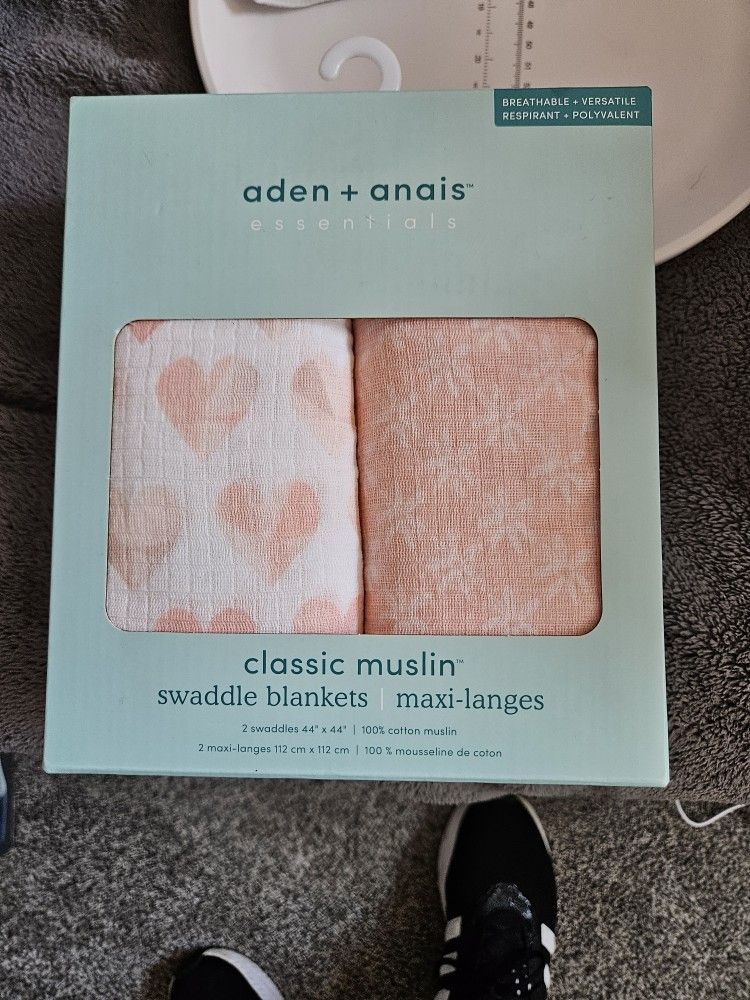 BREATHABLE + VERSATILE
RESPIRANT + POLYVALENT
aden + anais™
essentials
classic muslin™
swaddle blankets | maxi-langes
2 swaddles 44" x 44" | 100% cotton muslin
2 maxi-langes 112 cm x 112 cm | 100 % mousseline de coton